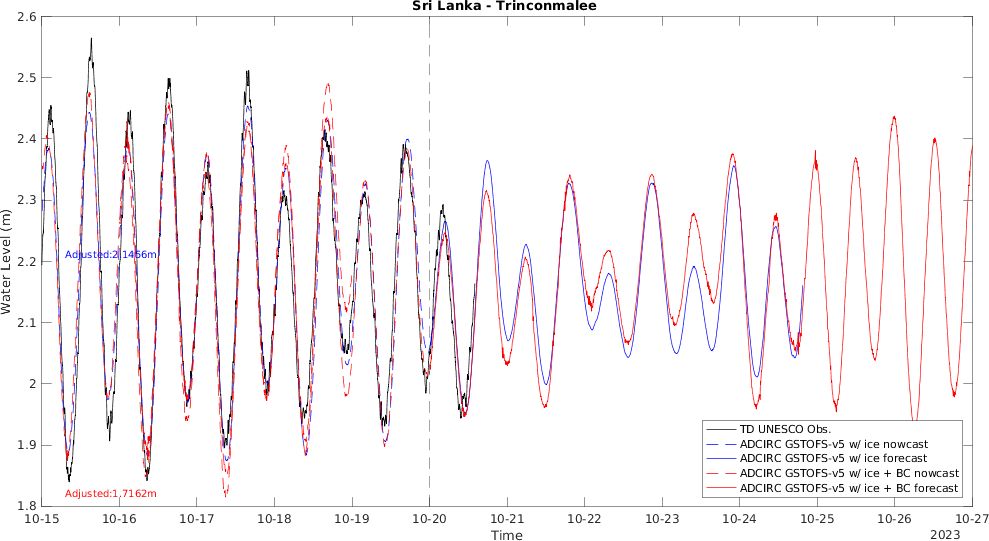 Sri Lanka - Trinconmalee
2.6
2.5
2.4
2.3
2.2
2.1
2
1.9
1.8
Water Level (m)
Adjusted:2.1456m
Adjusted:1.7162m
TD UNESCO Obs.
ADCIRC GSTOFS-v5 w/ ice nowcast
ADCIRC GSTOFS-v5 w/ ice forecast
ADCIRC GSTOFS-v5 w/ ice + BC nowcast
ADCIRC GSTOFS-v5 w/ ice + BC forecast
10-15 10-16 10-17 10-18 10-19 10-20 10-21 10-22 10-23 10-24 10-25 10-26 10-27
Time 2023